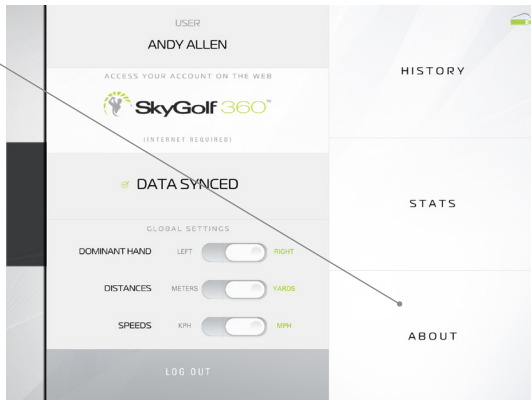 USER
ANDY ALLEN
ACCESS YOUR ACCOUNT ON THE WEB
SkyGolf 360™
(INTERNET REQUIRED)
DATA SYNCED
GLOBAL SETTINGS
DOMINANT HAND LEFT RIGHT
DISTANCES METERS YARDS
SPEEDS KPH MPH
LOG OUT
HISTORY
STATS
ABOUT